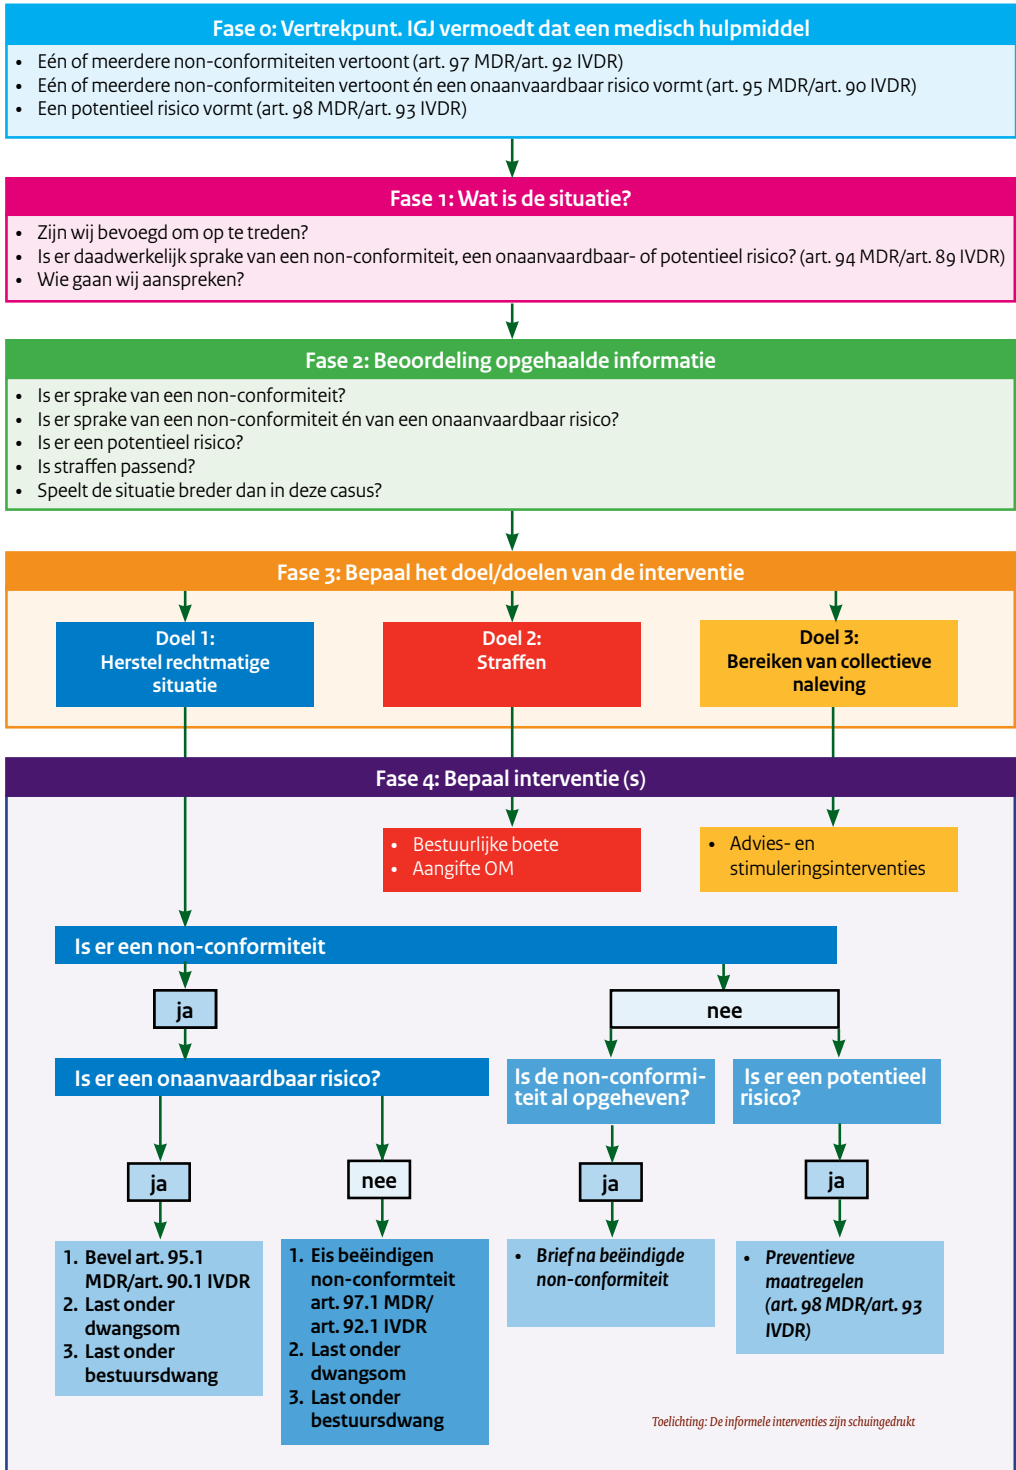 Fase 0: Vertrekpunt. IGJ vermoedt dat een medisch hulpmiddel
• Eén of meerdere non-conformiteiten vertoont (art. 97 MDR/art. 92 IVDR)
• Eén of meerdere non-conformiteiten vertoont én een onaanvaardbaar risico vormt (art. 95 MDR/art. 90 IVDR)
• Een potentieel risico vormt (art. 98 MDR/art. 93 IVDR)
Fase 1: Wat is de situatie?
• Zijn wij bevoegd om op te treden?
• Is er daadwerkelijk sprake van een non-conformiteit, een onaanvaardbaar- of potentieel risico? (art. 94 MDR/art. 89 IVDR)
• Wie gaan wij aanspreken?
Fase 2: Beoordeling opgehaalde informatie
• Is er sprake van een non-conformiteit?
• Is er sprake van een non-conformiteit én van een onaanvaardbaar risico?
• Is er een potentieel risico?
• Is straffen passend?
• Speelt de situatie breder dan in deze casus?
Fase 3: Bepaal het doel/doelen van de interventie
Doel 1:
Herstel rechtmatige
situatie
Doel 2:
Straffen
Doel 3:
Bereiken van collectieve
naleving
Fase 4: Bepaal interventie (s)
• Bestuurlijke boete
• Aangifte OM
• Advies- en
stimuleringsinterventies
Is er een non-conformiteit
ja
nee
Is er een onaanvaardbaar risico?
Is de non-conformi-
teit al opgeheven?
Is er een potentieel
risico?
ja
nee
ja
ja
1. Bevel art. 95.1
MDR/art. 90.1 IVDR
2. Last onder
dwangsom
3. Last onder
bestuursdwang
1. Eis beëindigen
non-conformteit
art. 97.1 MDR/
art. 92.1 IVDR
2. Last onder
dwangsom
3. Last onder
bestuursdwang
• Brief na beëindigde
non-conformiteit
• Preventieve
maatregelen
(art. 98 MDR/art. 93
IVDR)
Toelichting: De informele interventies zijn schuingedrukt